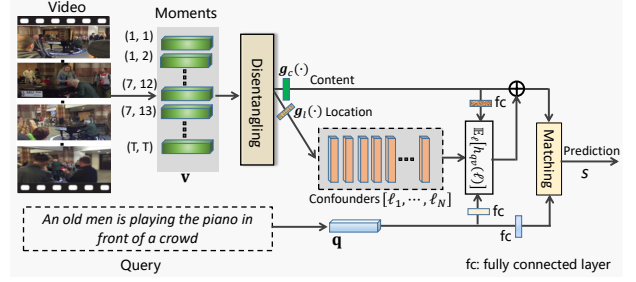 Video
Moments
(1, 1)
(1, 2)
(7, 12)
(7, 13)
(T, T)
v
Disentangling
g_c(·)
Content
g_l(·) Location
fc
Confounders [ℓ_1, ⋯, ℓ_N]
𝔼_ℓ[h_qv(ℓ)]
Matching
Prediction
s
An old men is playing the piano in
front of a crowd
Query
q
fc
fc
fc: fully connected layer